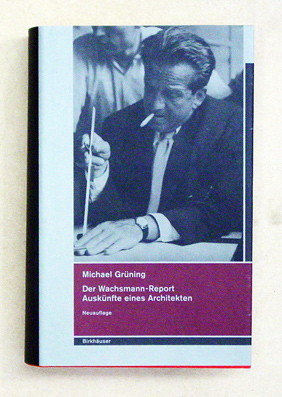 Michael Grüning
Der Wachsmann-Report
Auskünfte eines Architekten
Neuauflage
Birkhäuser